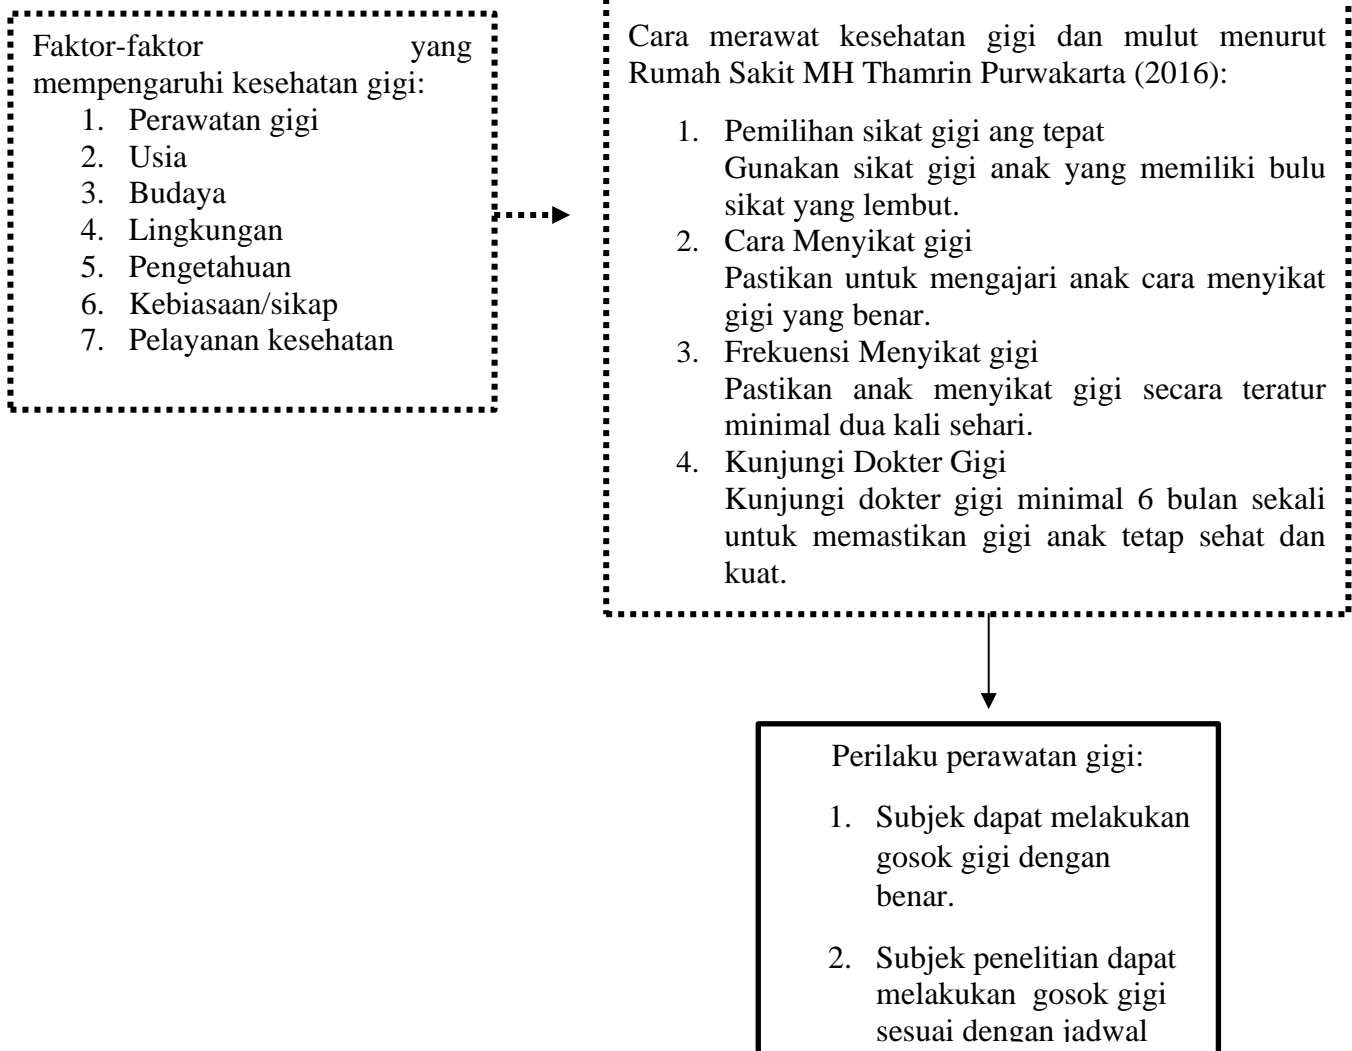 Faktor-faktor yang
mempengaruhi kesehatan gigi:
1. Perawatan gigi
2. Usia
3. Budaya
4. Lingkungan
5. Pengetahuan
6. Kebiasaan/sikap
7. Pelayanan kesehatan
Cara merawat kesehatan gigi dan mulut menurut
Rumah Sakit MH Thamrin Purwakarta (2016):
1. Pemilihan sikat gigi ang tepat
Gunakan sikat gigi anak yang memiliki bulu
sikat yang lembut.
2. Cara Menyikat gigi
Pastikan untuk mengajari anak cara menyikat
gigi yang benar.
3. Frekuensi Menyikat gigi
Pastikan anak menyikat gigi secara teratur
minimal dua kali sehari.
4. Kunjungi Dokter Gigi
Kunjungi dokter gigi minimal 6 bulan sekali
untuk memastikan gigi anak tetap sehat dan
kuat.
Perilaku perawatan gigi:
1. Subjek dapat melakukan
gosok gigi dengan
benar.
2. Subjek penelitian dapat
melakukan gosok gigi
sesuai dengan jadwal